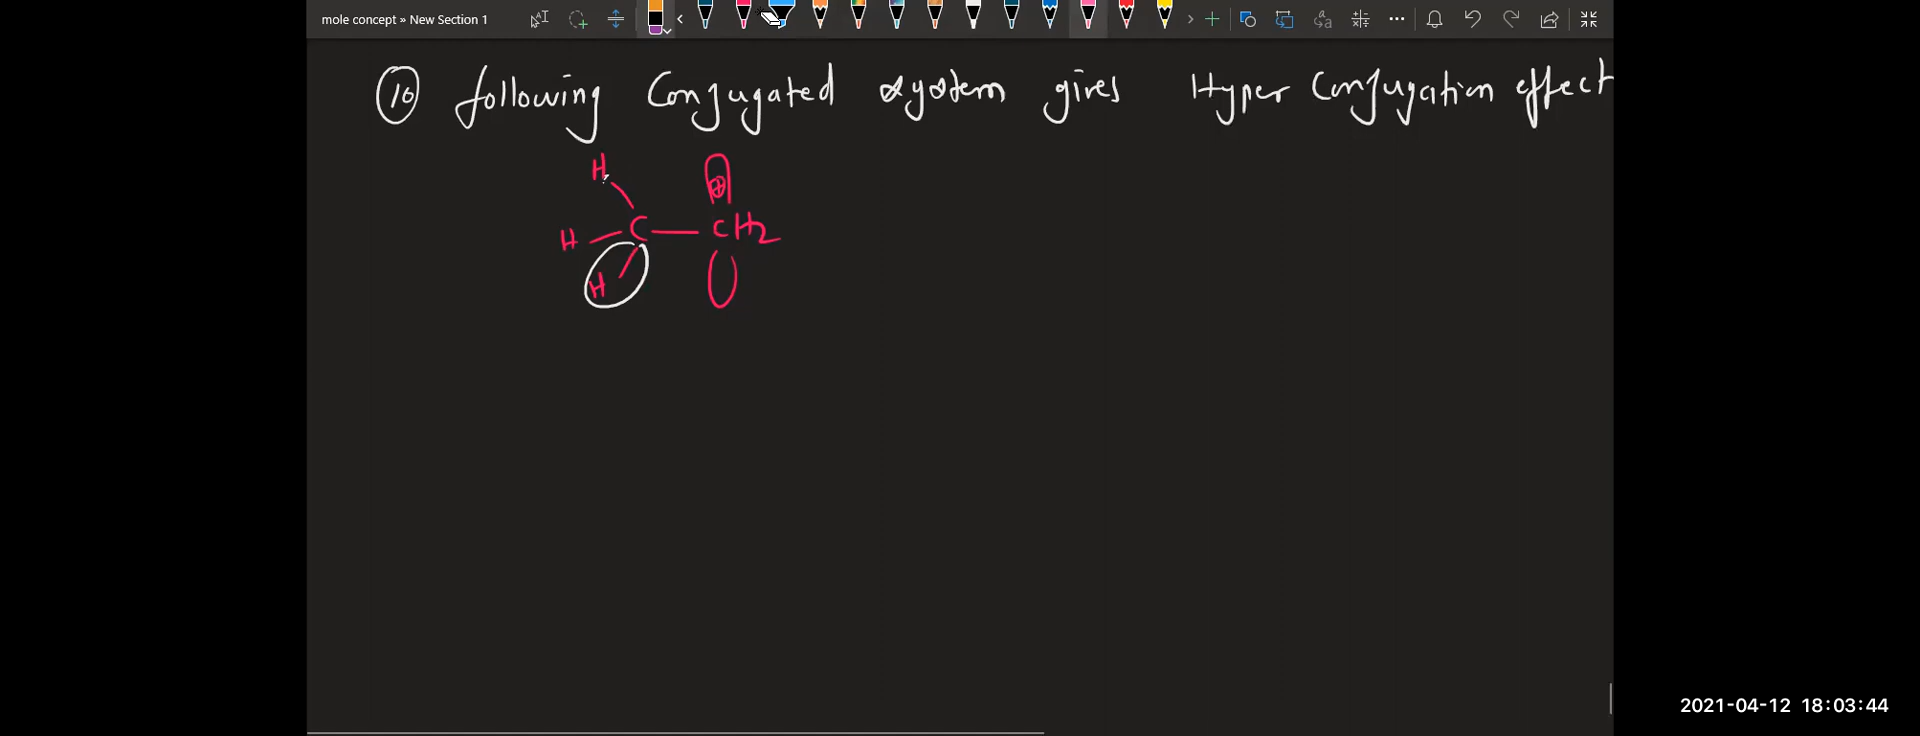 mole concept » New Section 1
10 following Conjugated system gives Hyper Conjugation effect
H ⊕
H C CH2
H
2021-04-12 18:03:44